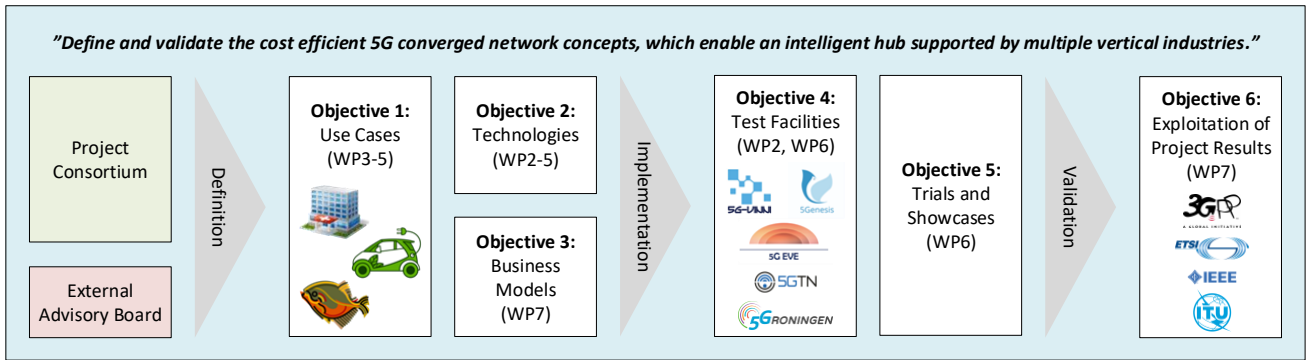 ”Define and validate the cost efficient 5G converged network concepts, which enable an intelligent hub supported by multiple vertical industries.”
Project
Consortium
External
Advisory Board
Definition
Objective 1:
Use Cases
(WP3-5)
Objective 2:
Technologies
(WP2-5)
Objective 3:
Business
Models
(WP7)
Implementation
Objective 4:
Test Facilities
(WP2, WP6)
5G-VINNI
5Genesis
5G EVE
5GTN
5GRONINGEN
Objective 5:
Trials and
Showcases
(WP6)
Validation
Objective 6:
Exploitation of
Project Results
(WP7)
3GPP
A GLOBAL INITIATIVE
ETSI
IEEE
ITU